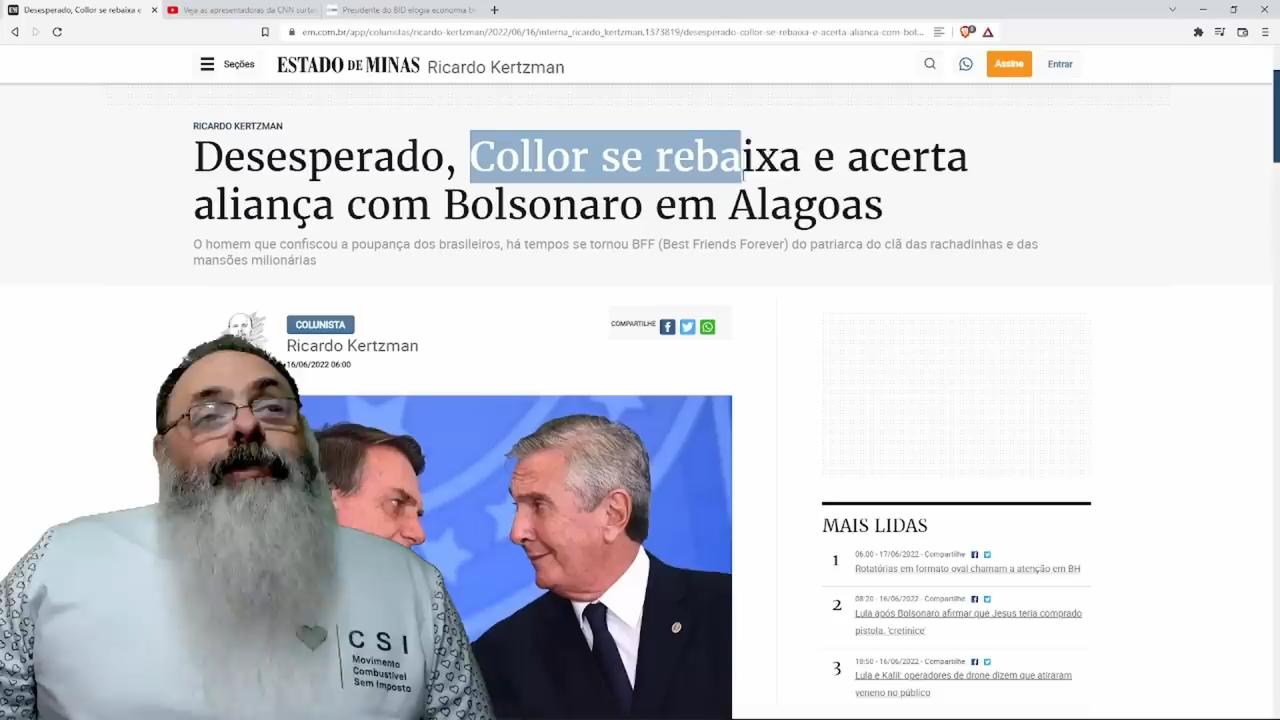 Desesperado, Collor se rebaixa e
Veja as apresentadoras da CNN surtas
Presidente do BID elogia economia b
em.com.br/app/colunistas/ricardo-kertzman/2022/06/16/interna_ricardo_kertzman,1373819/desesperado-collor-se-rebaixa-e-acerta-alianca-com-bol...
Seções
ESTADO DE MINAS
Ricardo Kertzman
Assine
Entrar
RICARDO KERTZMAN
Desesperado, Collor se rebaixa e acerta
aliança com Bolsonaro em Alagoas
O homem que confiscou a poupança dos brasileiros, há tempos se tornou BFF (Best Friends Forever) do patriarca do clã das rachadinhas e das
mansões milionárias
COLUNISTA
Ricardo Kertzman
16/06/2022 06:00
COMPARTILHE
MAIS LIDAS
1
06:00 - 17/06/2022 - Compartilhe
Rotatórias em formato oval chamam a atenção em BH
2
08:20 - 16/06/2022 - Compartilhe
Lula após Bolsonaro afirmar que Jesus teria comprado
pistola, 'cretinice'
3
18:50 - 16/06/2022 - Compartilhe
Lula e Kalil: operadores de drone dizem que atiraram
veneno no público
CSI
Movimento
Combustível
Sem Imposto